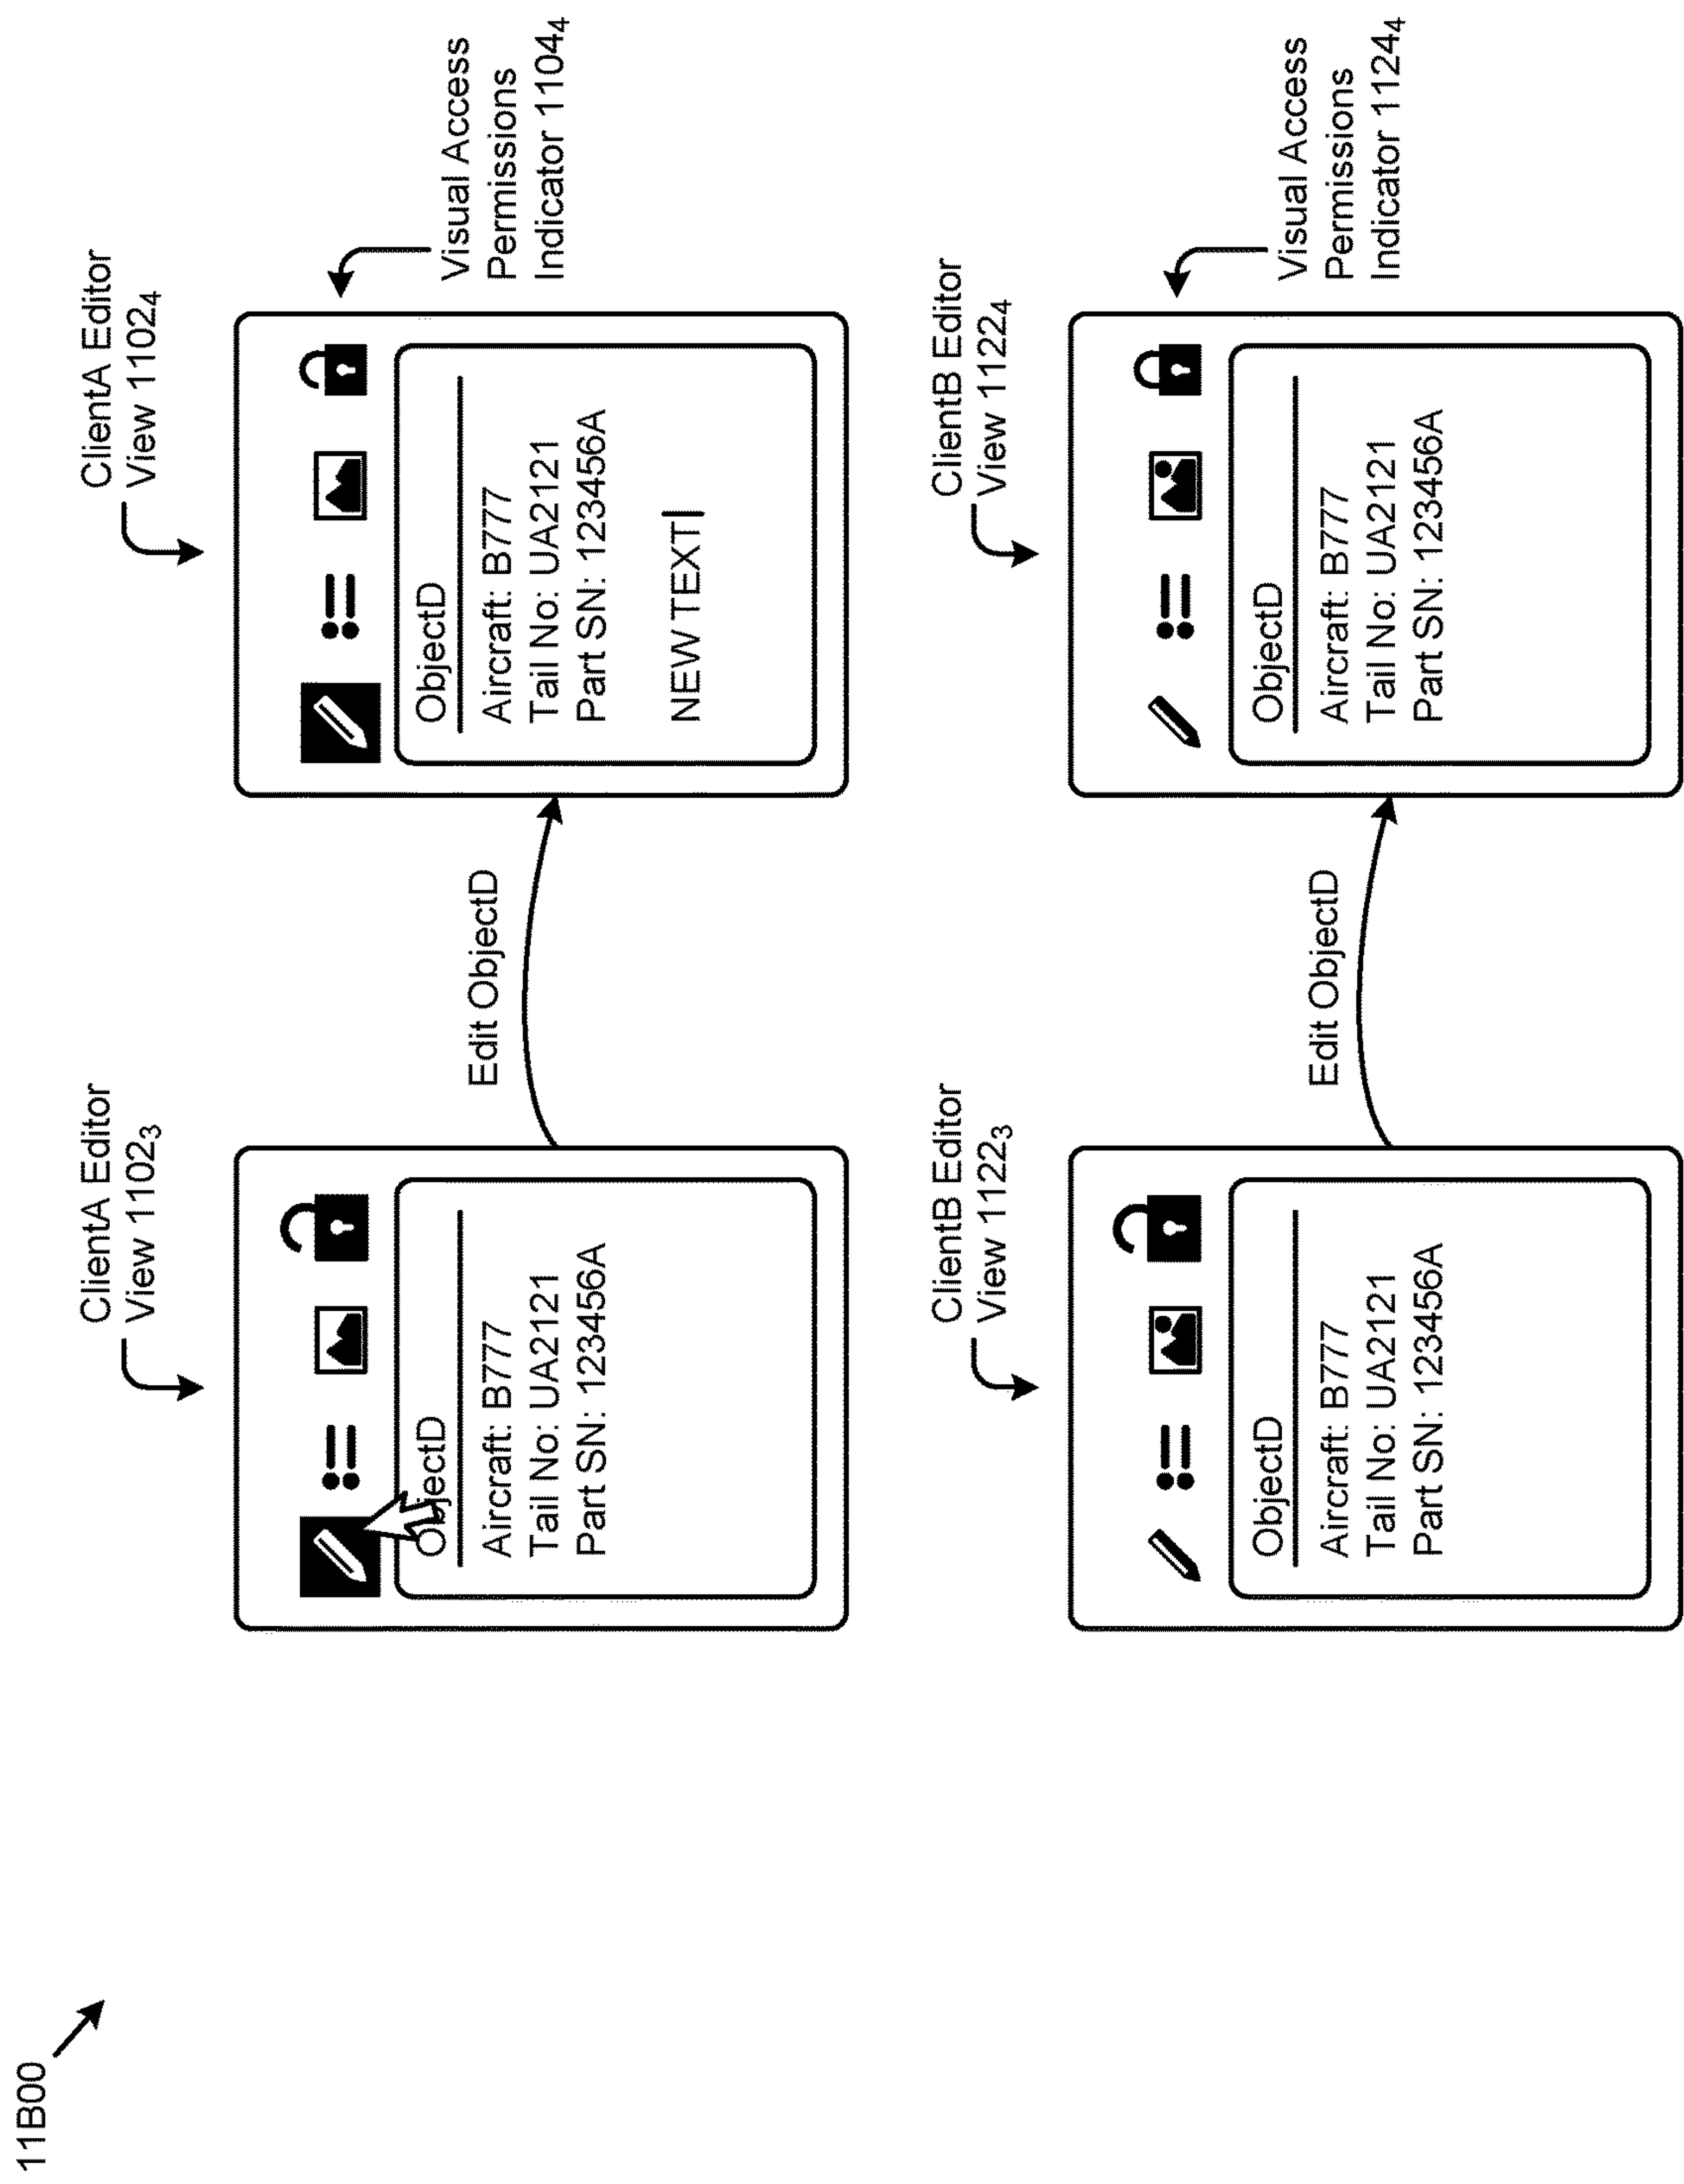 11B00
ClientA Editor
View 1102₃
ObjectD
Aircraft: B777
Tail No: UA2121
Part SN: 123456A
Edit ObjectD
ClientA Editor
View 1102₄
ObjectD
Aircraft: B777
Tail No: UA2121
Part SN: 123456A
NEW TEXT
Visual Access
Permissions
Indicator 1104₄
ClientB Editor
View 1122₃
ObjectD
Aircraft: B777
Tail No: UA2121
Part SN: 123456A
Edit ObjectD
ClientB Editor
View 1122₄
ObjectD
Aircraft: B777
Tail No: UA2121
Part SN: 123456A
Visual Access
Permissions
Indicator 1124₄